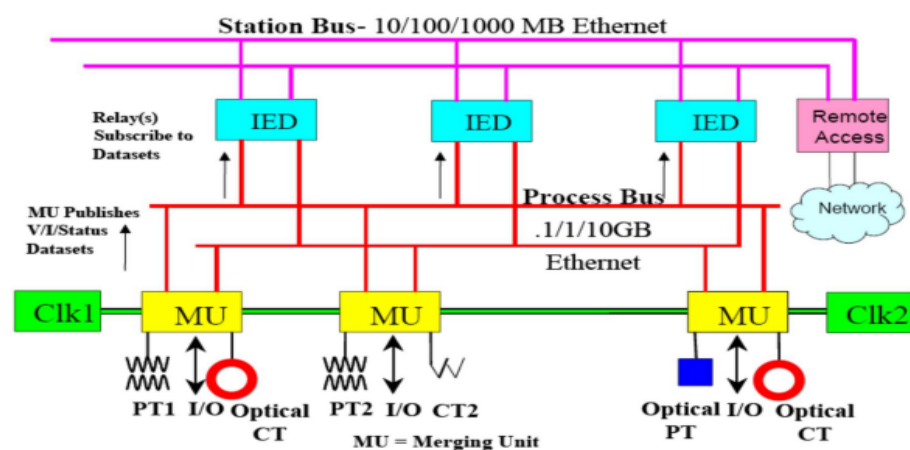 Station Bus- 10/100/1000 MB Ethernet
Relay(s)
Subscribe to
Datasets
IED
IED
IED
Remote
Access
Process Bus
Network
MU Publishes
V/I/Status
Datasets
.1/1/10GB
Ethernet
Clk1
MU
MU
MU
Clk2
PT1
I/O
Optical
CT
PT2
I/O
CT2
Optical
PT
I/O
Optical
CT
MU = Merging Unit